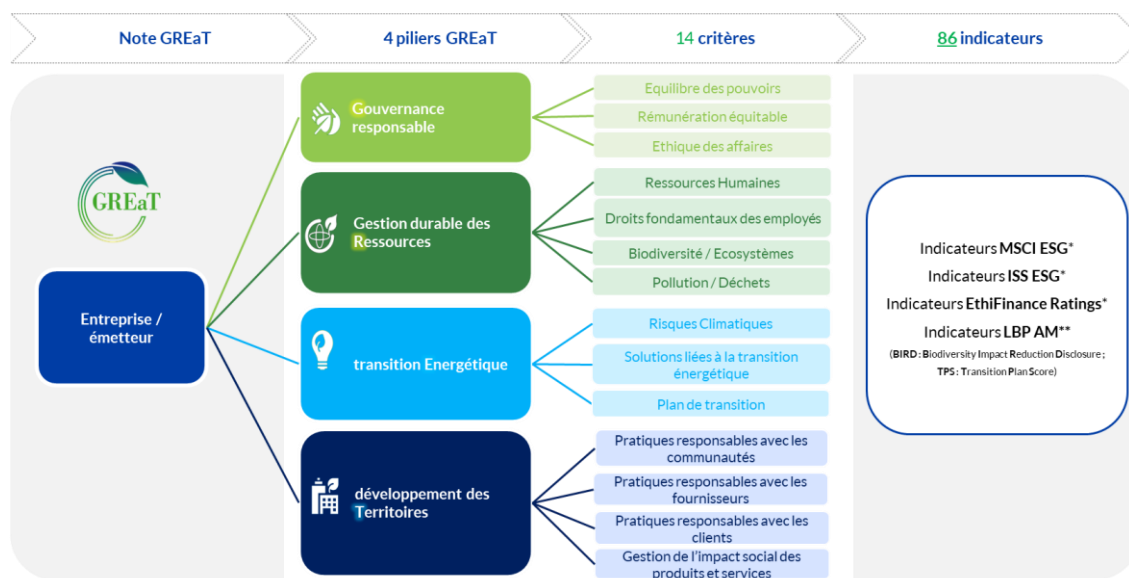 Note GREaT
4 piliers GREaT
14 critères
86 indicateurs
GREaT
Entreprise /
émetteur
Gouvernance
responsable
Equilibre des pouvoirs
Rémunération équitable
Ethique des affaires
Gestion durable des
Ressources
Ressources Humaines
Droits fondamentaux des employés
Biodiversité / Ecosystèmes
Pollution / Déchets
transition Energétique
Risques Climatiques
Solutions liées à la transition
énergétique
Plan de transition
développement des
Territoires
Pratiques responsables avec les
communautés
Pratiques responsables avec les
fournisseurs
Pratiques responsables avec les
clients
Gestion de l'impact social des
produits et services
Indicateurs MSCI ESG*
Indicateurs ISS ESG*
Indicateurs EthiFinance Ratings*
Indicateurs LBP AM**
(BIRD : Biodiversity Impact Reduction Disclosure ;
TPS : Transition Plan Score)